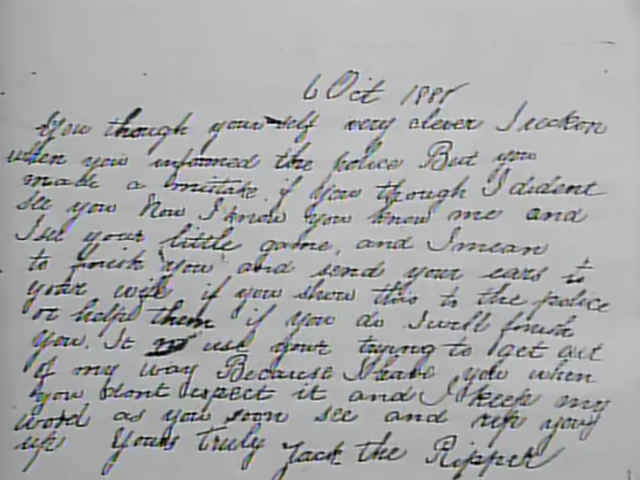 6 Oct 1888
You though your-self very clever I reckon
when you informed the police But you
made a mistake if you though I dident
see you Now I know you know me and
I see your little game, and I mean
to finish you and send your ears to
your wife if you show this to the police
or help them if you do I will finish
you. It no use your trying to get out
of my way Because I have you when
you dont expect it and I keep my
word as you soon see and rip you
up Yours truly Jack the Ripper